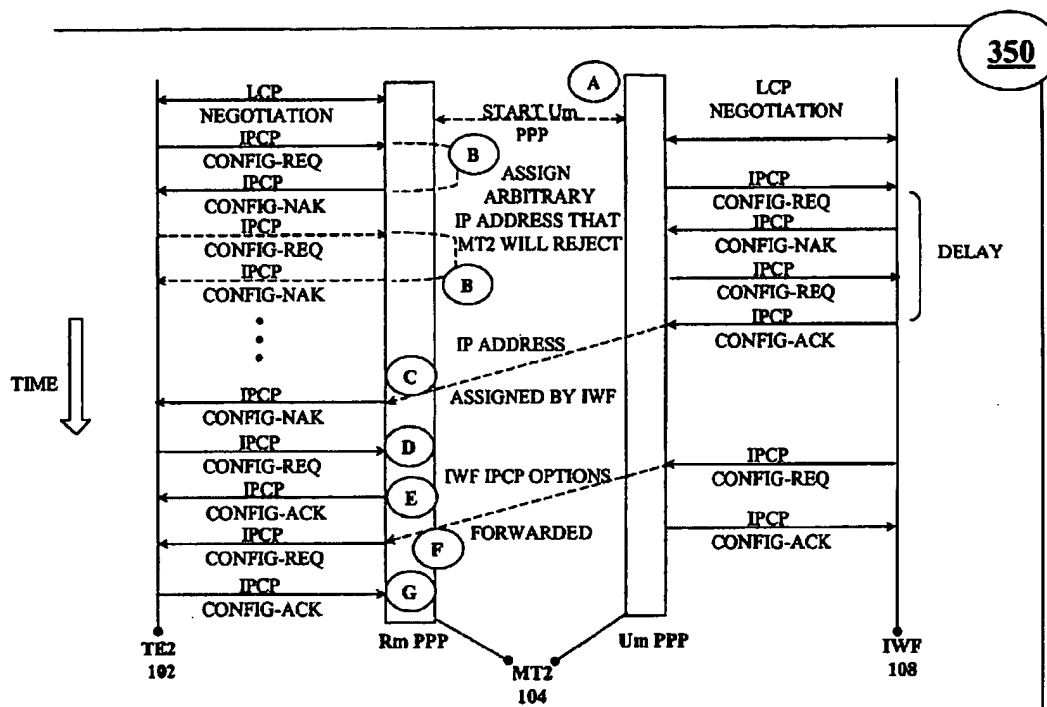 350
A
LCP
NEGOTIATION
START Um
PPP
LCP
NEGOTIATION
IPCP
CONFIG-REQ
B
ASSIGN
ARBITRARY
IP ADDRESS THAT
MT2 WILL REJECT
IPCP
CONFIG-NAK
IPCP
CONFIG-REQ
IPCP
CONFIG-REQ
IPCP
CONFIG-NAK
DELAY
IPCP
CONFIG-NAK
B
IPCP
CONFIG-REQ
IPCP
CONFIG-ACK
TIME
IP ADDRESS
C
ASSIGNED BY IWF
IPCP
CONFIG-NAK
IPCP
CONFIG-REQ
D
IWF IPCP OPTIONS
IPCP
CONFIG-REQ
IPCP
CONFIG-ACK
E
FORWARDED
IPCP
CONFIG-REQ
F
IPCP
CONFIG-ACK
IPCP
CONFIG-ACK
G
TE2
102
Rm PPP
MT2
104
Um PPP
IWF
108